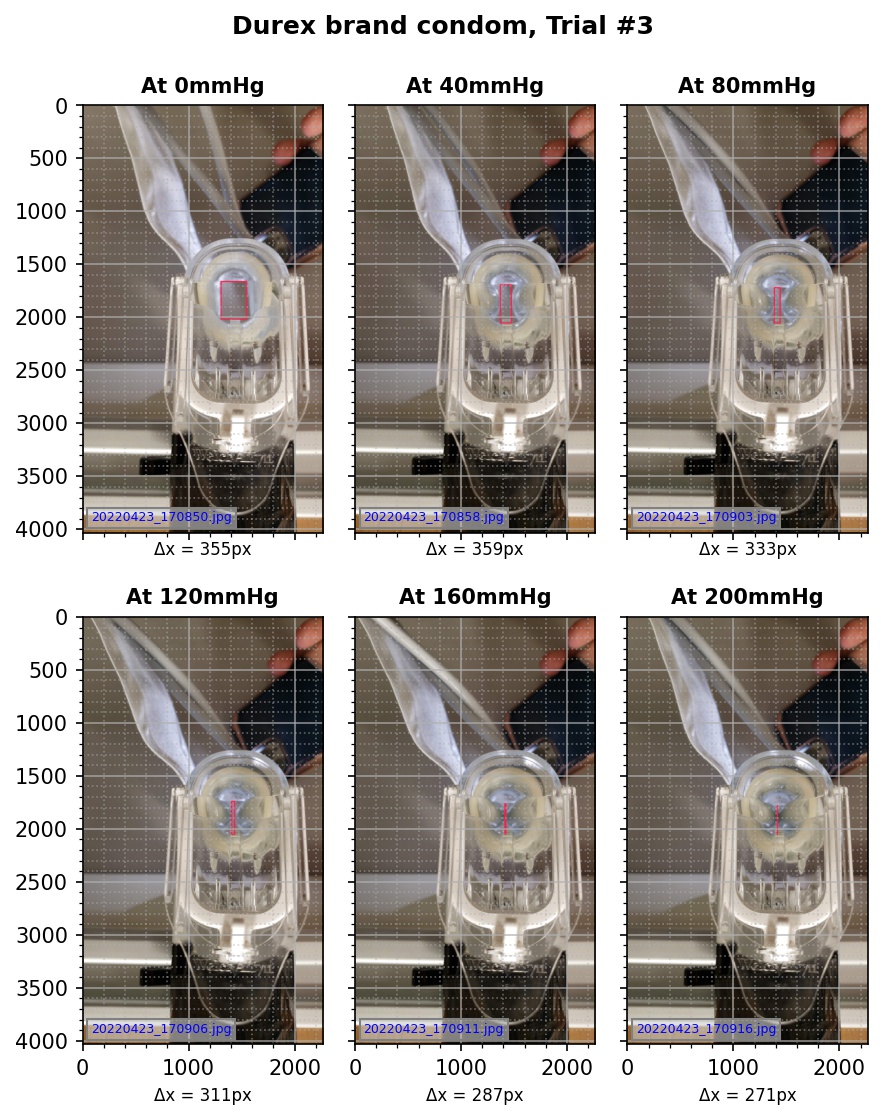 Durex brand condom, Trial #3
At 0mmHg At 40mmHg At 80mmHg
0
500
1000
1500
2000
2500
3000
3500
4000
20220423_170850.jpg 20220423_170858.jpg 20220423_170903.jpg
Δx = 355px Δx = 359px Δx = 333px
At 120mmHg At 160mmHg At 200mmHg
0
500
1000
1500
2000
2500
3000
3500
4000
20220423_170906.jpg 20220423_170911.jpg 20220423_170916.jpg
0 1000 2000 0 1000 2000 0 1000 2000
Δx = 311px Δx = 287px Δx = 271px